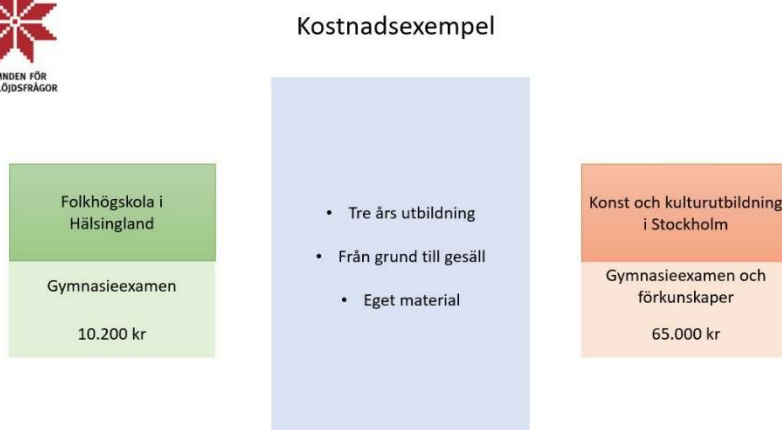 Kostnadsexempel
FÖR
Folkhögskola i
Hälsingland
Gymnasieexamen
10.200 kr
• Tre års utbildning
• Från grund till gesäll
• Eget material
Konst och kulturutbildning
i Stockholm
Gymnasieexamen och
förkunskaper
65.000 kr